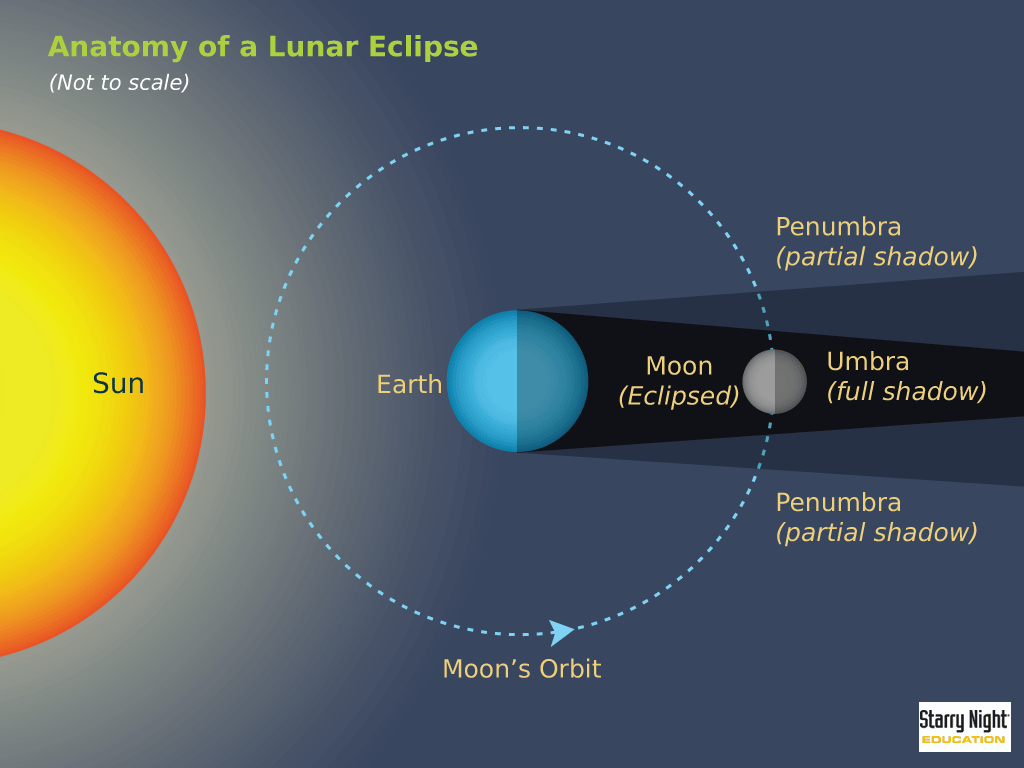 Anatomy of a Lunar Eclipse
(Not to scale)
Penumbra
(partial shadow)
Sun
Earth
Moon
(Eclipsed)
Umbra
(full shadow)
Penumbra
(partial shadow)
Moon’s Orbit
Starry Night
EDUCATION